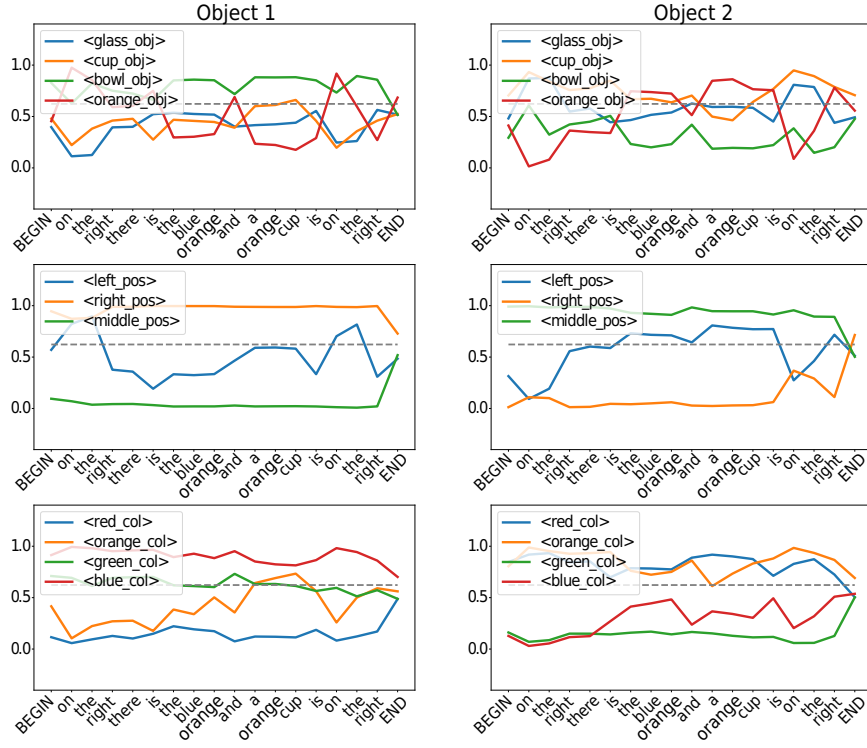 Object 1
<glass_obj>
<cup_obj>
<bowl_obj>
<orange_obj>
1.0
0.5
0.0
BEGIN on the right there is the blue orange and a orange cup is on the right END
Object 2
<glass_obj>
<cup_obj>
<bowl_obj>
<orange_obj>
1.0
0.5
0.0
BEGIN on the right there is the blue orange and a orange cup is on the right END
<left_pos>
<right_pos>
<middle_pos>
1.0
0.5
0.0
BEGIN on the right there is the blue orange and a orange cup is on the right END
<left_pos>
<right_pos>
<middle_pos>
1.0
0.5
0.0
BEGIN on the right there is the blue orange and a orange cup is on the right END
<red_col>
<orange_col>
<green_col>
<blue_col>
1.0
0.5
0.0
BEGIN on the right there is the blue orange and a orange cup is on the right END
<red_col>
<orange_col>
<green_col>
<blue_col>
1.0
0.5
0.0
BEGIN on the right there is the blue orange and a orange cup is on the right END